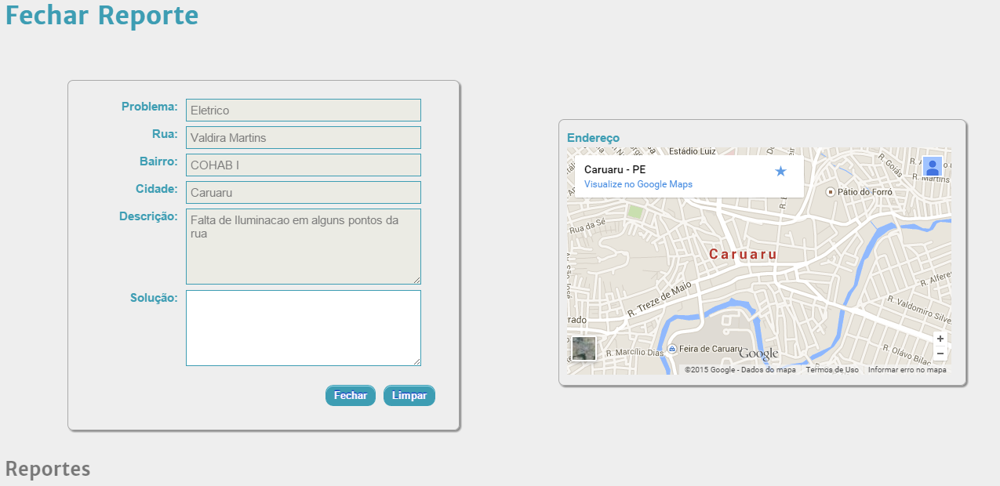 Fechar Reporte
Problema: Eletrico
Rua: Valdira Martins
Bairro: COHAB I
Cidade: Caruaru
Descrição: Falta de Iluminacao em alguns pontos da
rua
Solução:
Fechar Limpar
Endereço
Estádio Luiz
Caruaru - PE
Visualize no Google Maps
R. Goiás
R. Martins
Pátio do Forró
Rua da Sé
Caruaru
R. Treze de Maio
R. Alfere
R. Valdomiro Silve
rado
R. Marcílio Dias
Feira de Caruaru
Google
R. Olávo Bilac
+
−
©2015 Google - Dados do mapa Termos de Uso Informar erro no mapa
Reportes